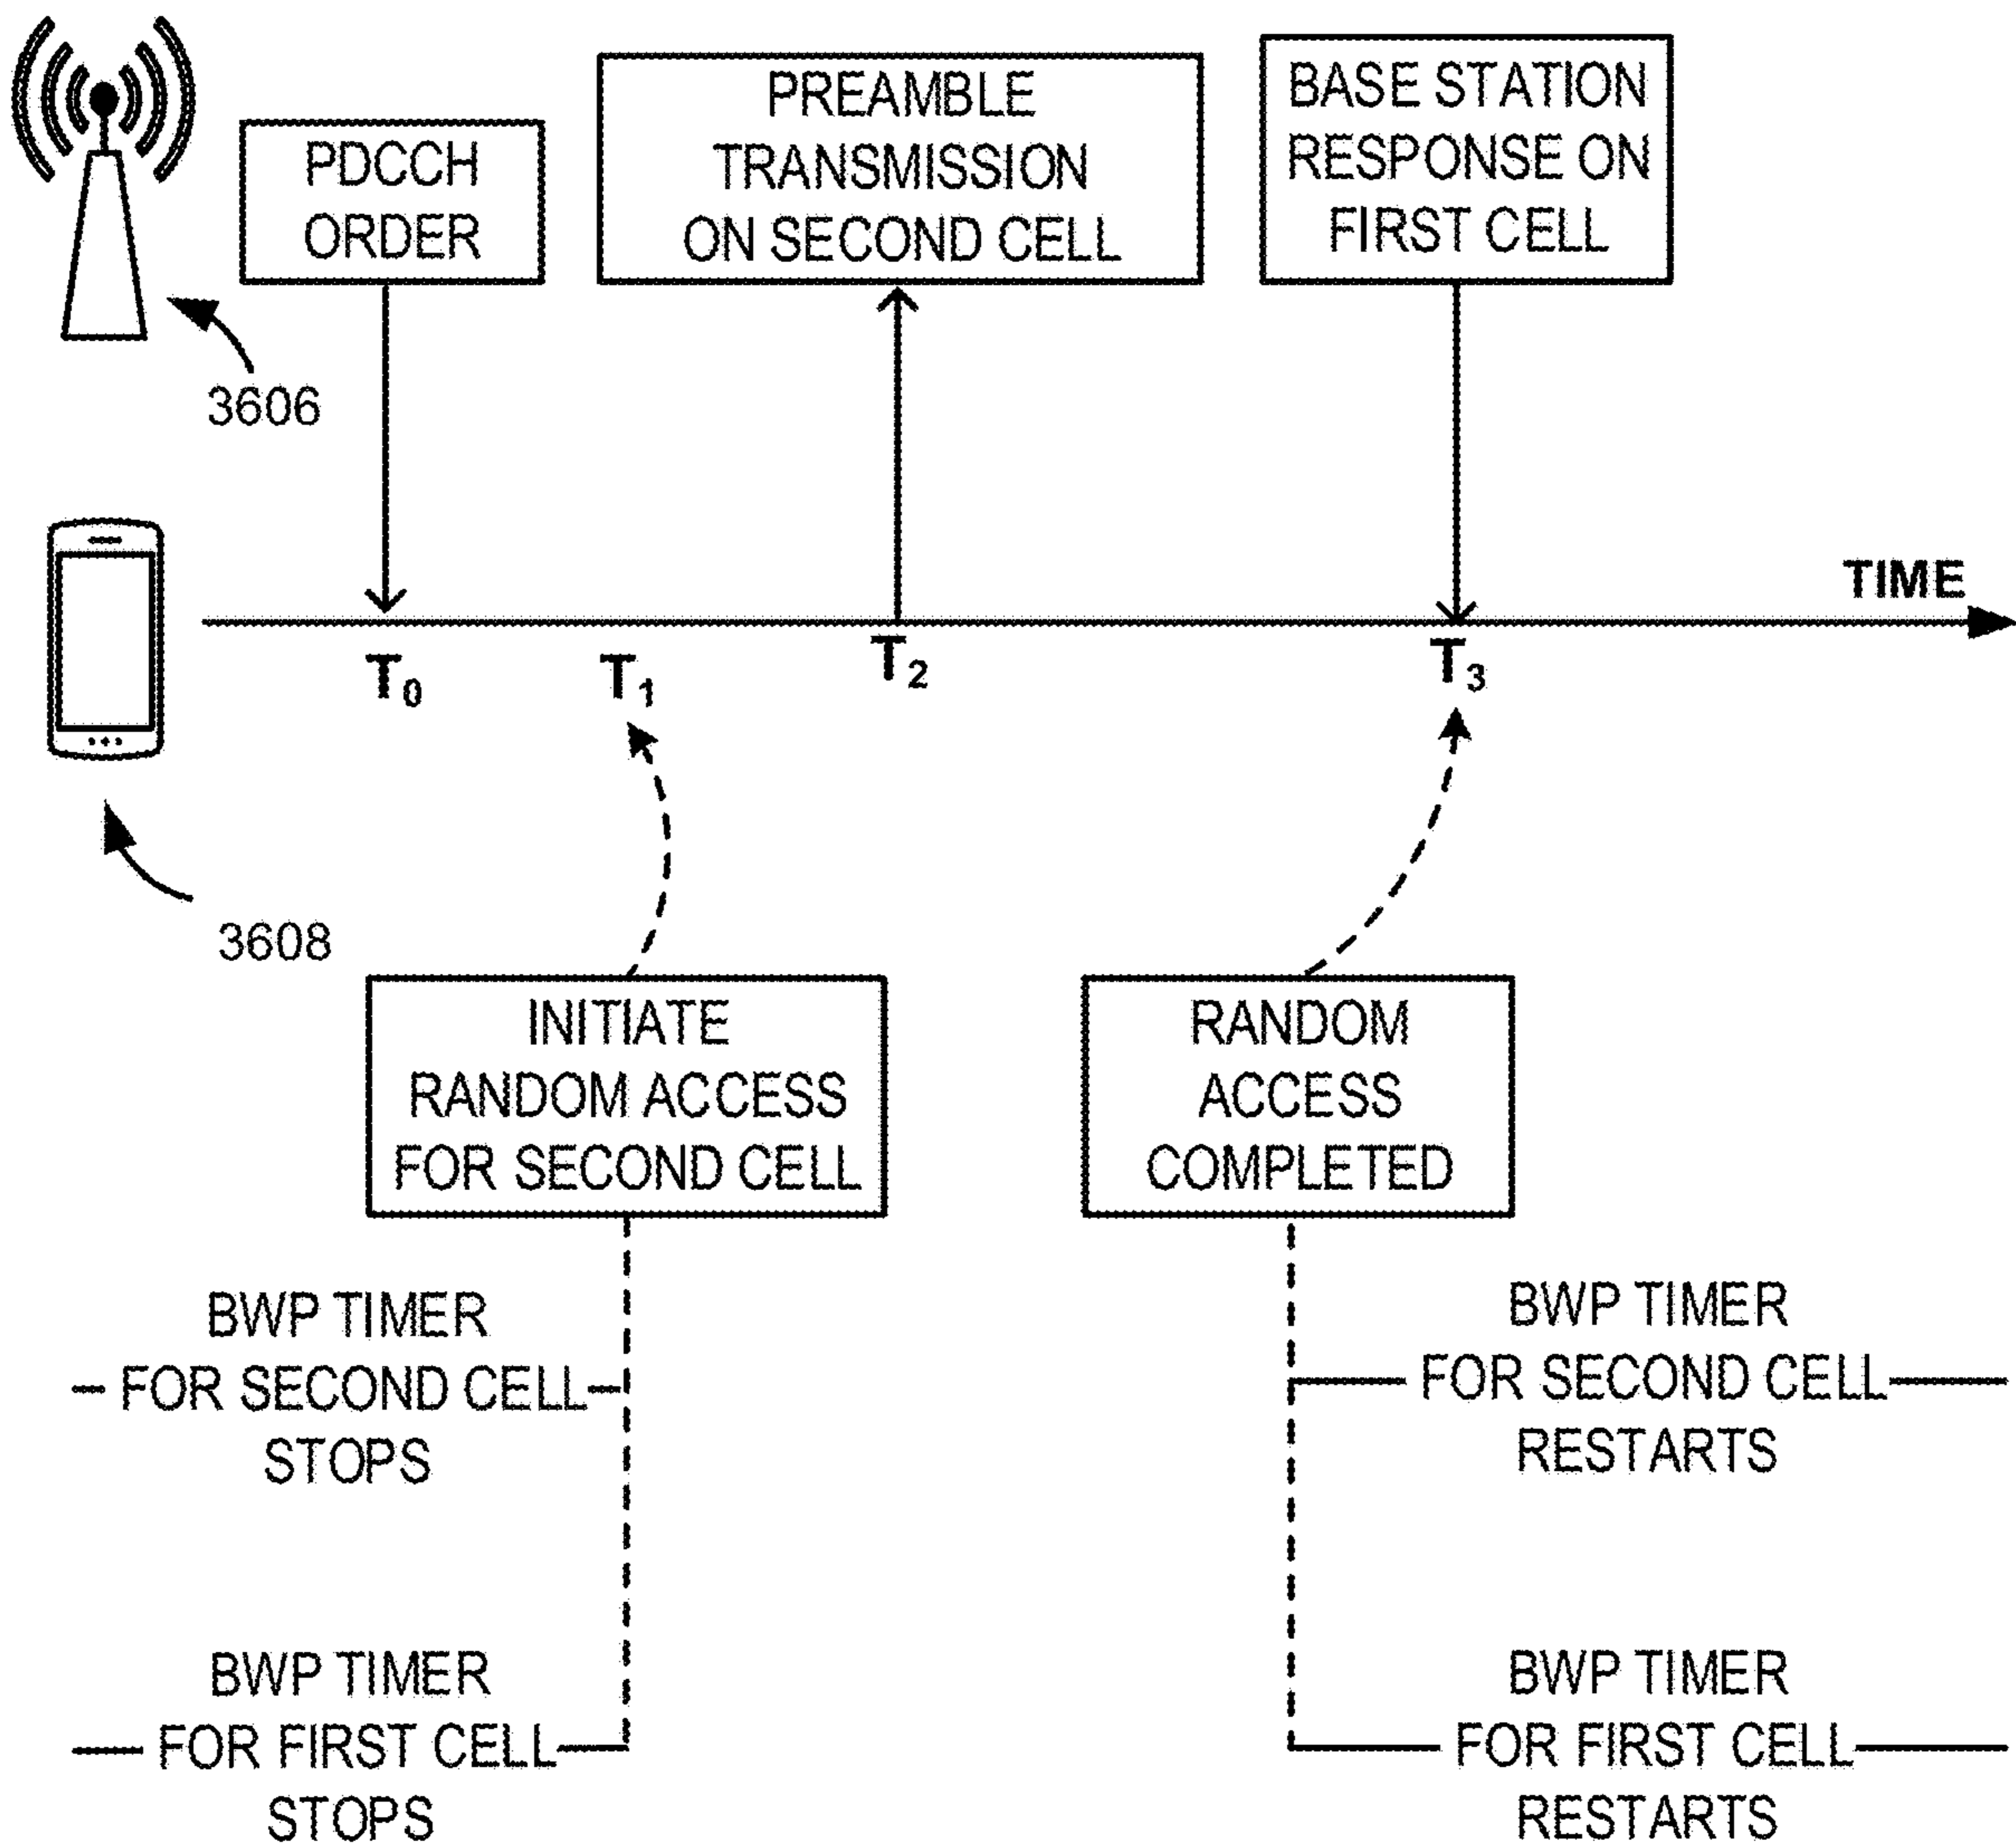 PDCCH
ORDER
PREAMBLE
TRANSMISSION
ON SECOND CELL
BASE STATION
RESPONSE ON
FIRST CELL
3606
TIME
T0
T1
T2
T3
3608
INITIATE
RANDOM ACCESS
FOR SECOND CELL
RANDOM
ACCESS
COMPLETED
BWP TIMER
FOR SECOND CELL
STOPS
BWP TIMER
FOR SECOND CELL
RESTARTS
BWP TIMER
FOR FIRST CELL
STOPS
BWP TIMER
FOR FIRST CELL
RESTARTS